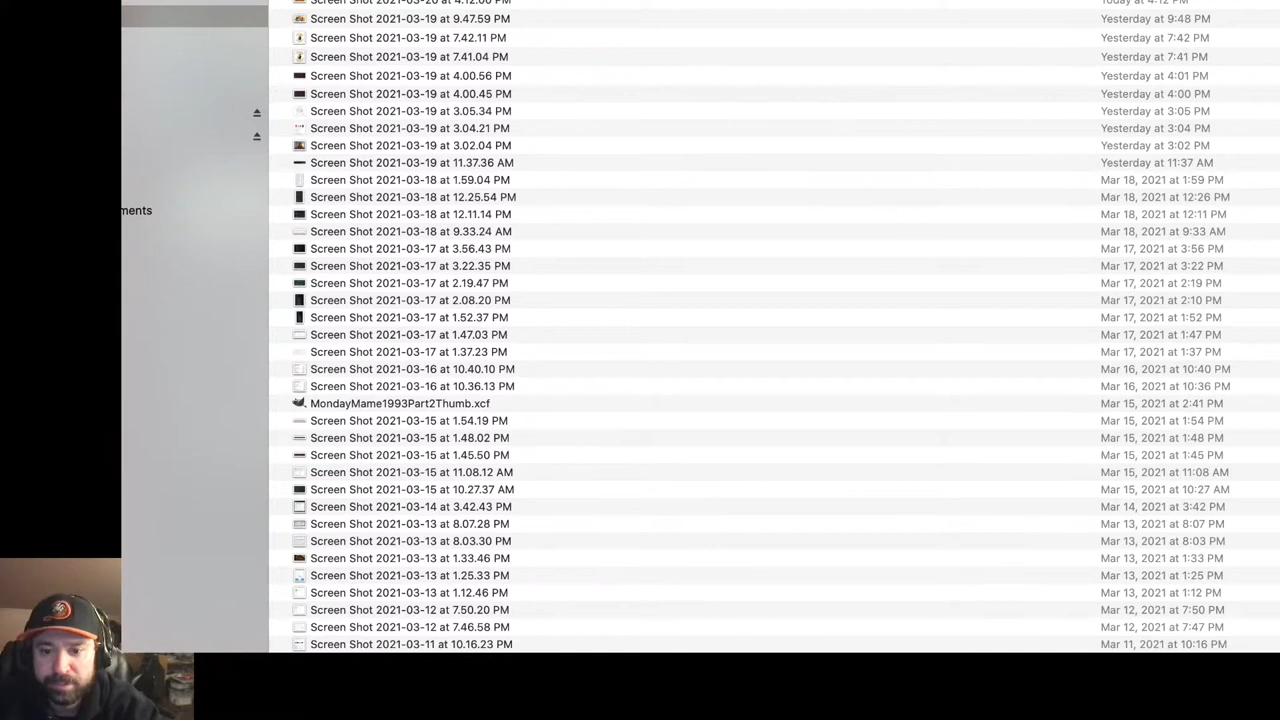 Screen Shot 2021-03-20 at 4.12.00 PM Today at 4:12 PM
Screen Shot 2021-03-19 at 9.47.59 PM Yesterday at 9:48 PM
Screen Shot 2021-03-19 at 7.42.11 PM Yesterday at 7:42 PM
Screen Shot 2021-03-19 at 7.41.04 PM Yesterday at 7:41 PM
Screen Shot 2021-03-19 at 4.00.56 PM Yesterday at 4:01 PM
Screen Shot 2021-03-19 at 4.00.45 PM Yesterday at 4:00 PM
Screen Shot 2021-03-19 at 3.05.34 PM Yesterday at 3:05 PM
Screen Shot 2021-03-19 at 3.04.21 PM Yesterday at 3:04 PM
Screen Shot 2021-03-19 at 3.02.04 PM Yesterday at 3:02 PM
Screen Shot 2021-03-19 at 11.37.36 AM Yesterday at 11:37 AM
Screen Shot 2021-03-18 at 1.59.04 PM Mar 18, 2021 at 1:59 PM
Screen Shot 2021-03-18 at 12.25.54 PM Mar 18, 2021 at 12:26 PM
ments
Screen Shot 2021-03-18 at 12.11.14 PM Mar 18, 2021 at 12:11 PM
Screen Shot 2021-03-18 at 9.33.24 AM Mar 18, 2021 at 9:33 AM
Screen Shot 2021-03-17 at 3.56.43 PM Mar 17, 2021 at 3:56 PM
Screen Shot 2021-03-17 at 3.22.35 PM Mar 17, 2021 at 3:22 PM
Screen Shot 2021-03-17 at 2.19.47 PM Mar 17, 2021 at 2:19 PM
Screen Shot 2021-03-17 at 2.08.20 PM Mar 17, 2021 at 2:10 PM
Screen Shot 2021-03-17 at 1.52.37 PM Mar 17, 2021 at 1:52 PM
Screen Shot 2021-03-17 at 1.47.03 PM Mar 17, 2021 at 1:47 PM
Screen Shot 2021-03-17 at 1.37.23 PM Mar 17, 2021 at 1:37 PM
Screen Shot 2021-03-16 at 10.40.10 PM Mar 16, 2021 at 10:40 PM
Screen Shot 2021-03-16 at 10.36.13 PM Mar 16, 2021 at 10:36 PM
MondayMame1993Part2Thumb.xcf Mar 15, 2021 at 2:41 PM
Screen Shot 2021-03-15 at 1.54.19 PM Mar 15, 2021 at 1:54 PM
Screen Shot 2021-03-15 at 1.48.02 PM Mar 15, 2021 at 1:48 PM
Screen Shot 2021-03-15 at 1.45.50 PM Mar 15, 2021 at 1:45 PM
Screen Shot 2021-03-15 at 11.08.12 AM Mar 15, 2021 at 11:08 AM
Screen Shot 2021-03-15 at 10.27.37 AM Mar 15, 2021 at 10:27 AM
Screen Shot 2021-03-14 at 3.42.43 PM Mar 14, 2021 at 3:42 PM
Screen Shot 2021-03-13 at 8.07.28 PM Mar 13, 2021 at 8:07 PM
Screen Shot 2021-03-13 at 8.03.30 PM Mar 13, 2021 at 8:03 PM
Screen Shot 2021-03-13 at 1.33.46 PM Mar 13, 2021 at 1:33 PM
Screen Shot 2021-03-13 at 1.25.33 PM Mar 13, 2021 at 1:25 PM
Screen Shot 2021-03-13 at 1.12.46 PM Mar 13, 2021 at 1:12 PM
Screen Shot 2021-03-12 at 7.50.20 PM Mar 12, 2021 at 7:50 PM
Screen Shot 2021-03-12 at 7.46.58 PM Mar 12, 2021 at 7:47 PM
Screen Shot 2021-03-11 at 10.16.23 PM Mar 11, 2021 at 10:16 PM